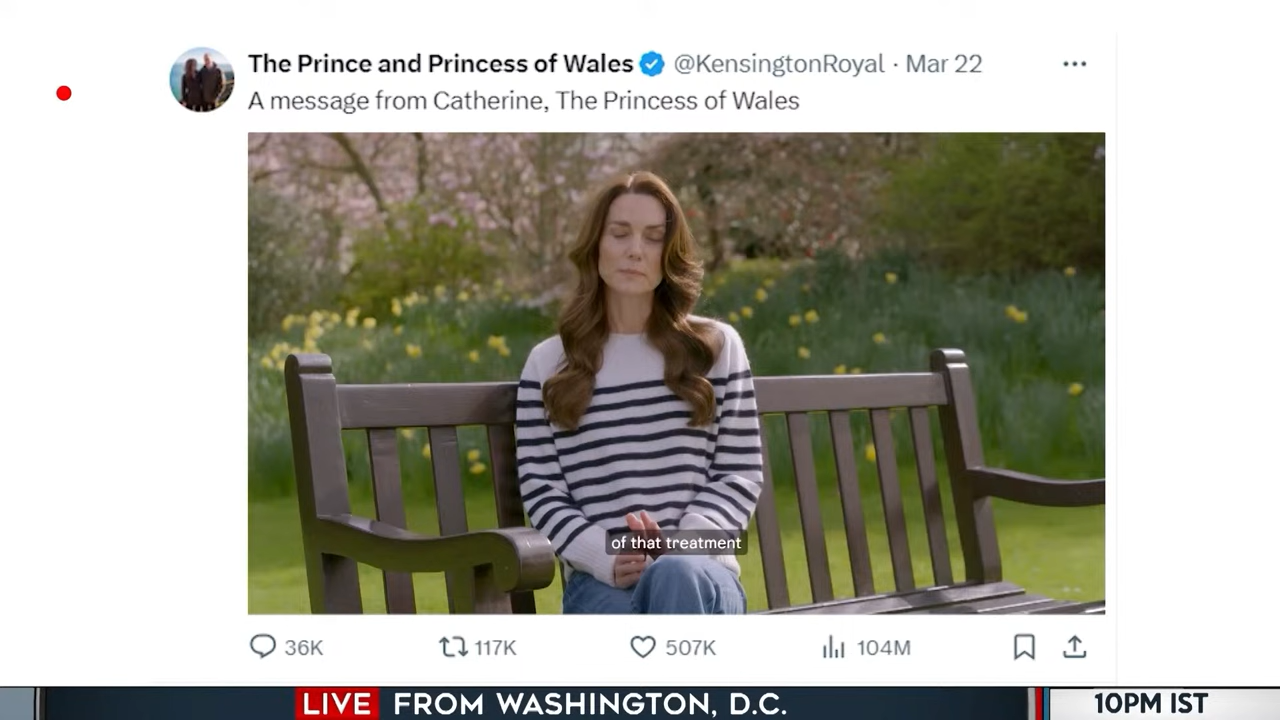 The Prince and Princess of Wales @KensingtonRoyal · Mar 22
A message from Catherine, The Princess of Wales
of that treatment
36K 117K 507K 104M
LIVE FROM WASHINGTON, D.C. 10PM IST